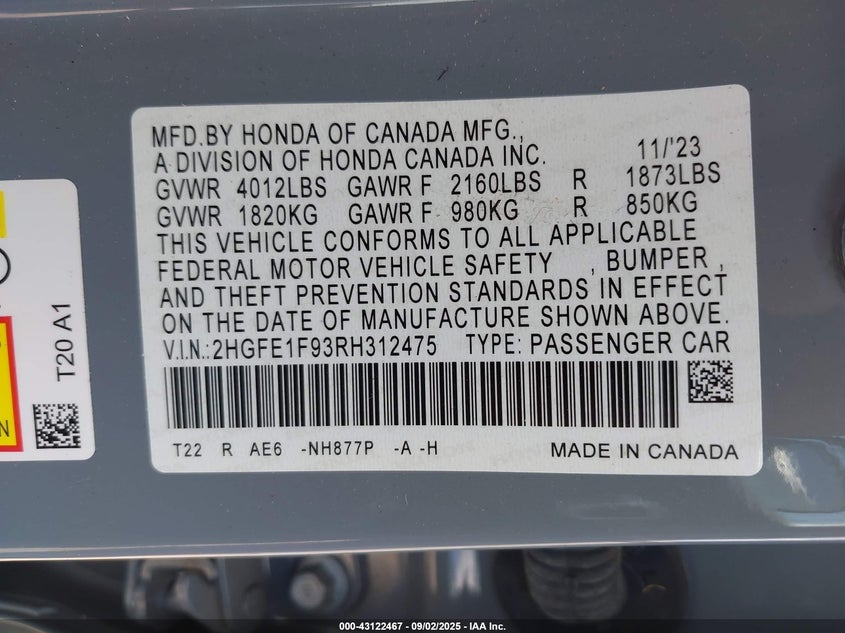 MFD.BY HONDA OF CANADA MFG.,
A DIVISION OF HONDA CANADA INC. 11/'23
GVWR 4012LBS GAWR F 2160LBS R 1873LBS
GVWR 1820KG GAWR F 980KG R 850KG
THIS VEHICLE CONFORMS TO ALL APPLICABLE
FEDERAL MOTOR VEHICLE SAFETY , BUMPER ,
AND THEFT PREVENTION STANDARDS IN EFFECT
ON THE DATE OF MANUFACTURE SHOWN ABOVE.
V.I.N.:2HGFE1F93RH312475 TYPE: PASSENGER CAR
T22 R AE6 -NH877P -A -H MADE IN CANADA
T20 A1
000-43122467 - 09/02/2025 - IAA Inc.